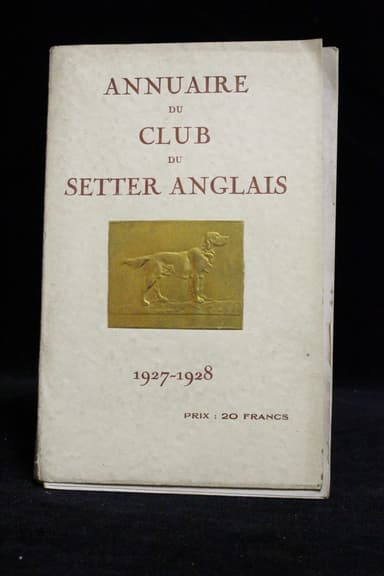 ANNUAIRE
DU
CLUB
DU
SETTER ANGLAIS
1927-1928
PRIX : 20 FRANCS